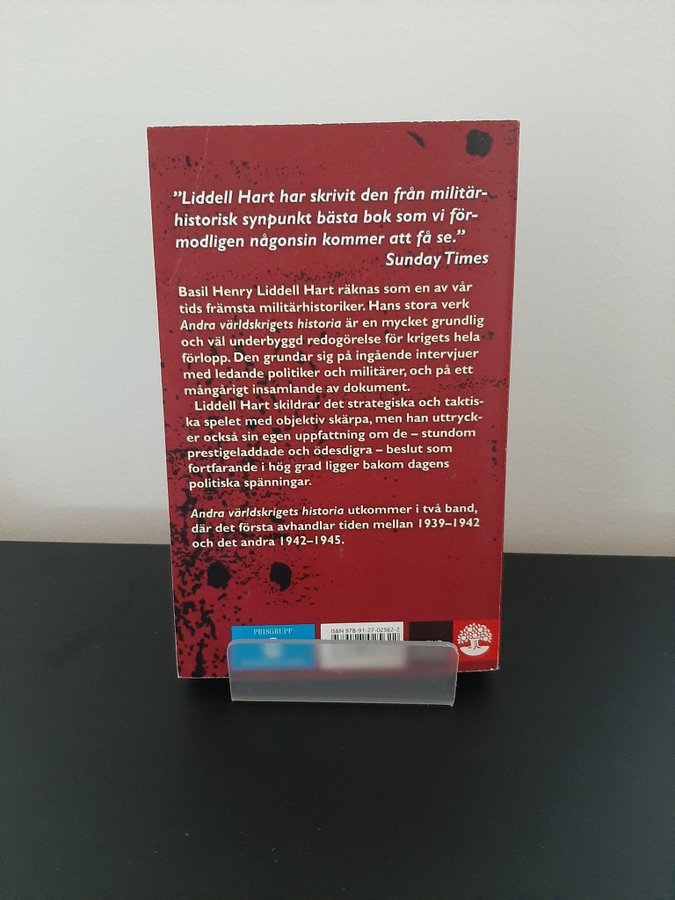 ”Liddell Hart har skrivit den från militär-
historisk synpunkt bästa bok som vi för-
modligen någonsin kommer att få se.”
Sunday Times
Basil Henry Liddell Hart räknas som en av vår
tids främsta militärhistoriker. Hans stora verk
Andra världskrigets historia är en mycket grundlig
och väl underbyggd redogörelse för krigets hela
förlopp. Den grundar sig på ingående intervjuer
med ledande politiker och militärer, och på ett
mångårigt insamlande av dokument.
Liddell Hart skildrar det strategiska och taktis-
ka spelet med objektiv skärpa, men han uttryck-
er också sin egen uppfattning om de – stundom
prestigeladdade och ödesdigra – beslut som
fortfarande i hög grad ligger bakom dagens
politiska spänningar.
Andra världskrigets historia utkommer i två band,
där det första avhandlar tiden mellan 1939–1942
och det andra 1942–1945.
PRISGRUPP
ISBN 978-91-27-02562-2